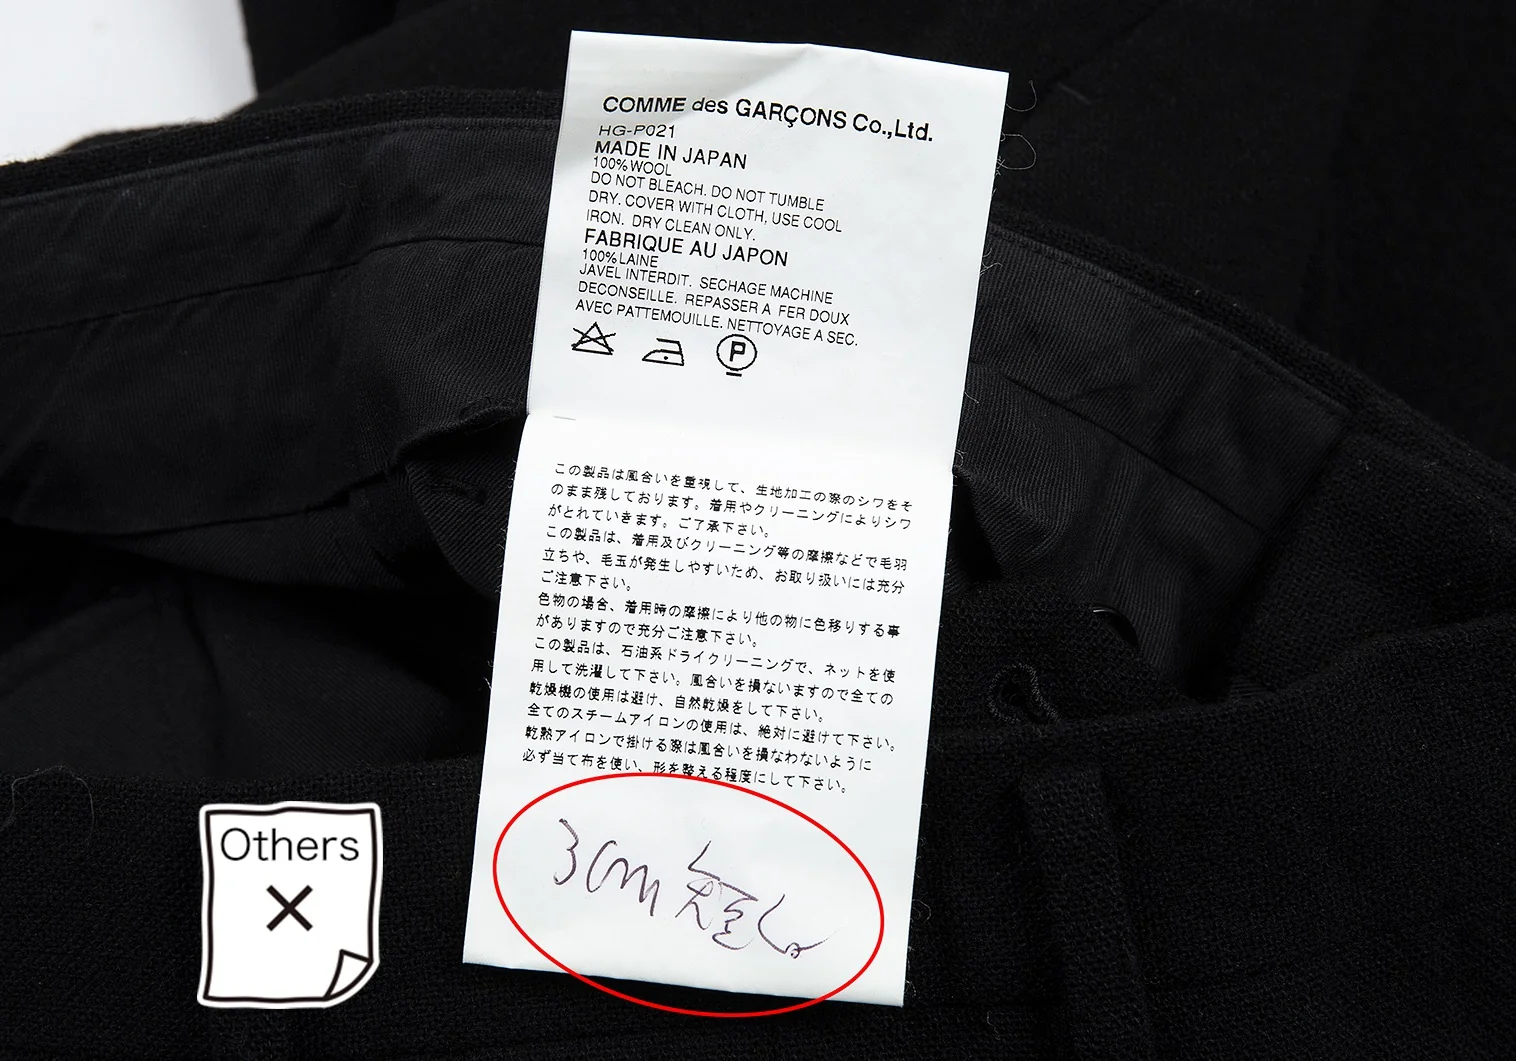 COMME des GARÇONS Co.,Ltd.
HG-P021
MADE IN JAPAN
100%WOOL
DO NOT BLEACH. DO NOT TUMBLE
DRY. COVER WITH CLOTH, USE COOL
IRON. DRY CLEAN ONLY.
FABRIQUE AU JAPON
100%LAINE
JAVEL INTERDIT. SECHAGE MACHINE
DECONSEILLE. REPASSER A FER DOUX
AVEC PATTEMOUILLE. NETTOYAGE A SEC.
P
この製品は風合いを重視して、生地加工の際のシワをそ
のまま残しております。着用やクリーニングによりシワ
がとれていきます。ご了承下さい。
この製品は、着用及びクリーニング等の摩擦などで毛羽
立ちや、毛玉が発生しやすいため、お取り扱いには充分
ご注意下さい。
色物の場合、着用時の摩擦により他の物に色移りする事
がありますので充分ご注意下さい。
この製品は、石油系ドライクリーニングで、ネットを使
用して洗濯して下さい。風合いを損ないますので全ての
乾燥機の使用は避け、自然乾燥をして下さい。
全てのスチームアイロンの使用は、絶対に避けて下さい。
乾熱アイロンで掛ける際は風合いを損なわないように
必ず当て布を使い、形を整える程度にして下さい。
3cm 短い
Others
×